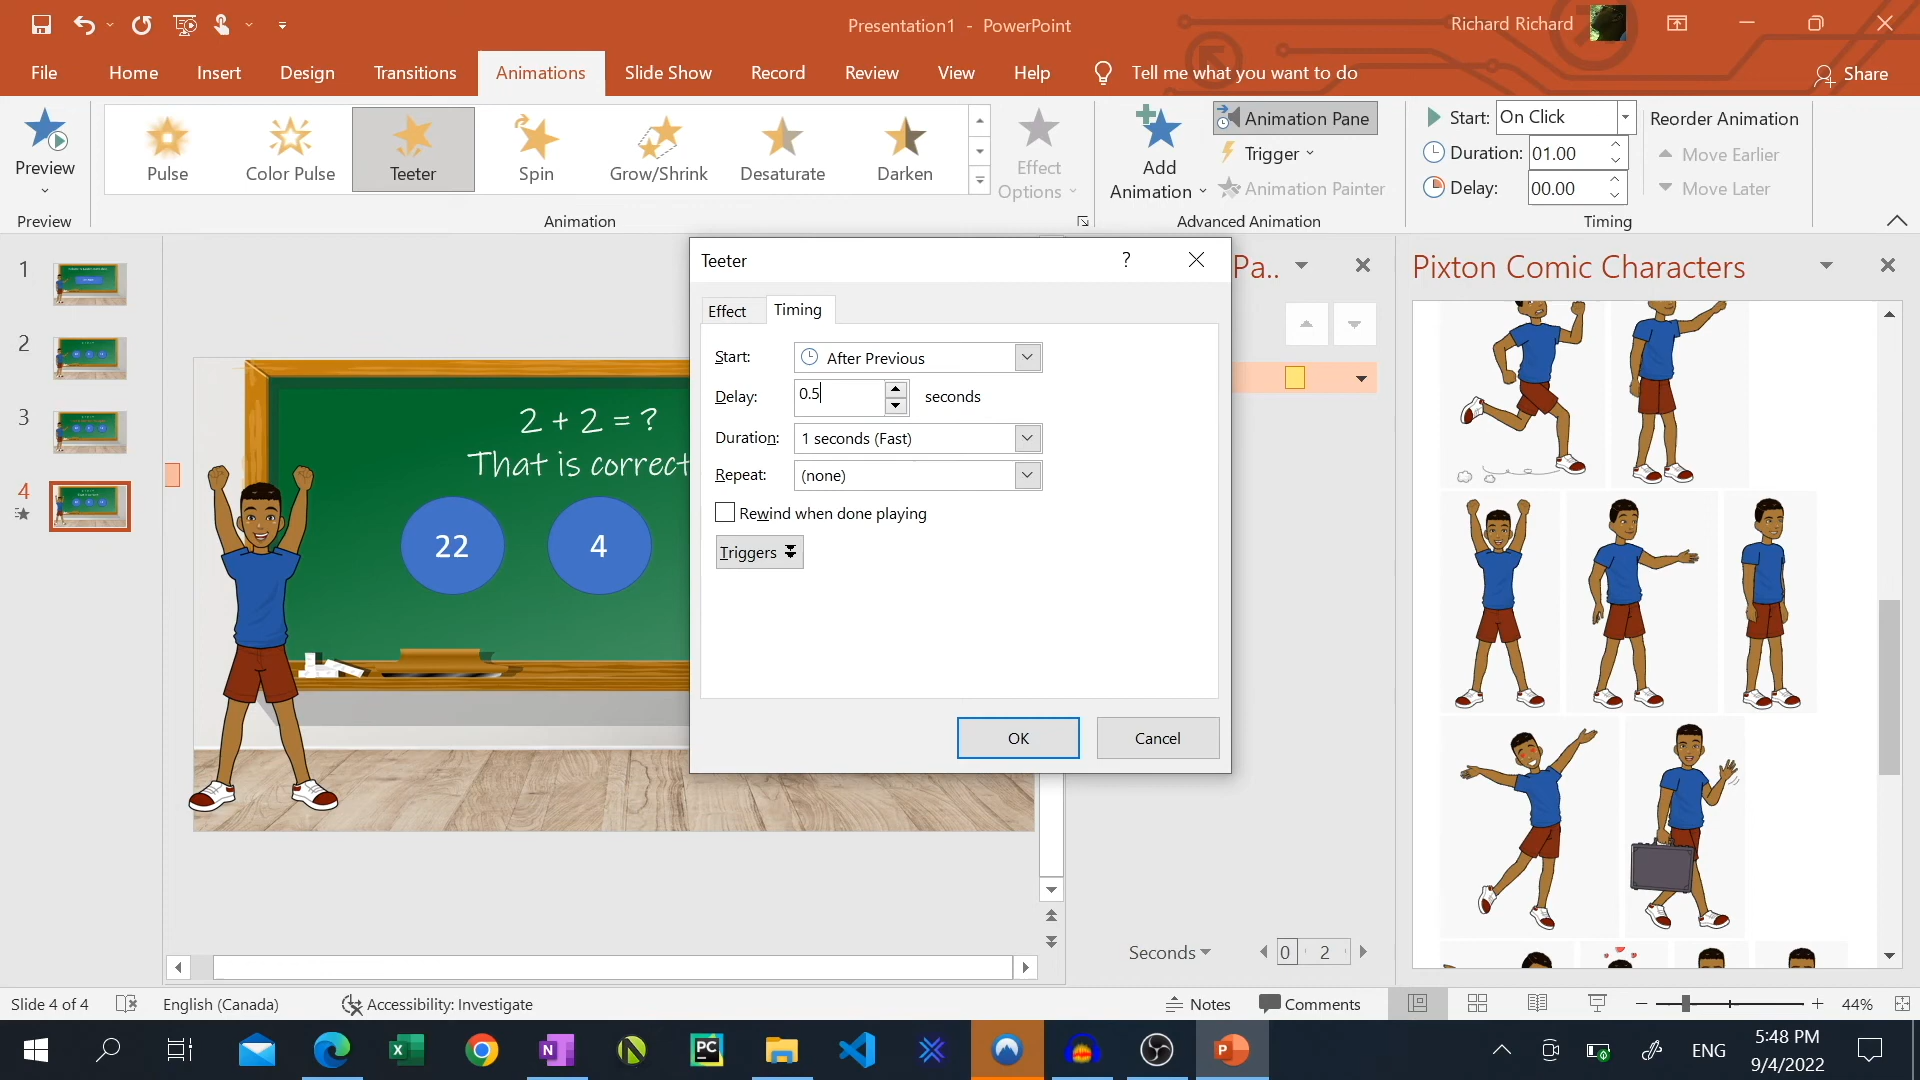 Presentation1 - PowerPoint
Richard Richard
File Home Insert Design Transitions Animations Slide Show Record Review View Help Tell me what you want to do Share
Preview
Pulse
Color Pulse
Teeter
Spin
Grow/Shrink
Desaturate
Darken
Effect
Options
Add
Animation
Animation Pane
Trigger
Animation Painter
Start: On Click
Duration: 01.00
Delay: 00.00
Reorder Animation
Move Earlier
Move Later
Preview
Animation
Advanced Animation
Timing
1
2
3
4
2 + 2 = ?
That is correct
22
4
Teeter
?
Effect Timing
Start: After Previous
Delay: 0.5 seconds
Duration: 1 seconds (Fast)
Repeat: (none)
Rewind when done playing
Triggers
OK Cancel
Pa..
Pixton Comic Characters
Seconds 0 2
Slide 4 of 4 English (Canada) Accessibility: Investigate Notes Comments 44%
ENG
5:48 PM
9/4/2022